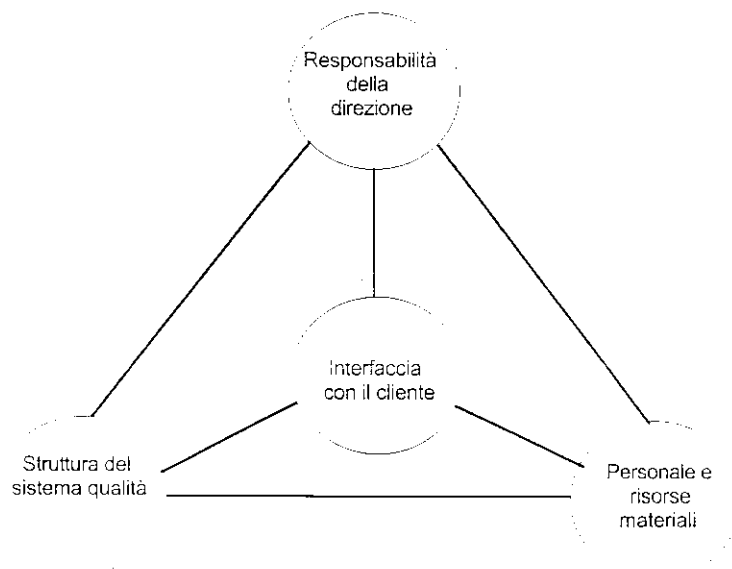 Responsabilità
della
direzione
Interfaccia
con il cliente
Struttura del
sistema qualità
Personale e
risorse
materiali